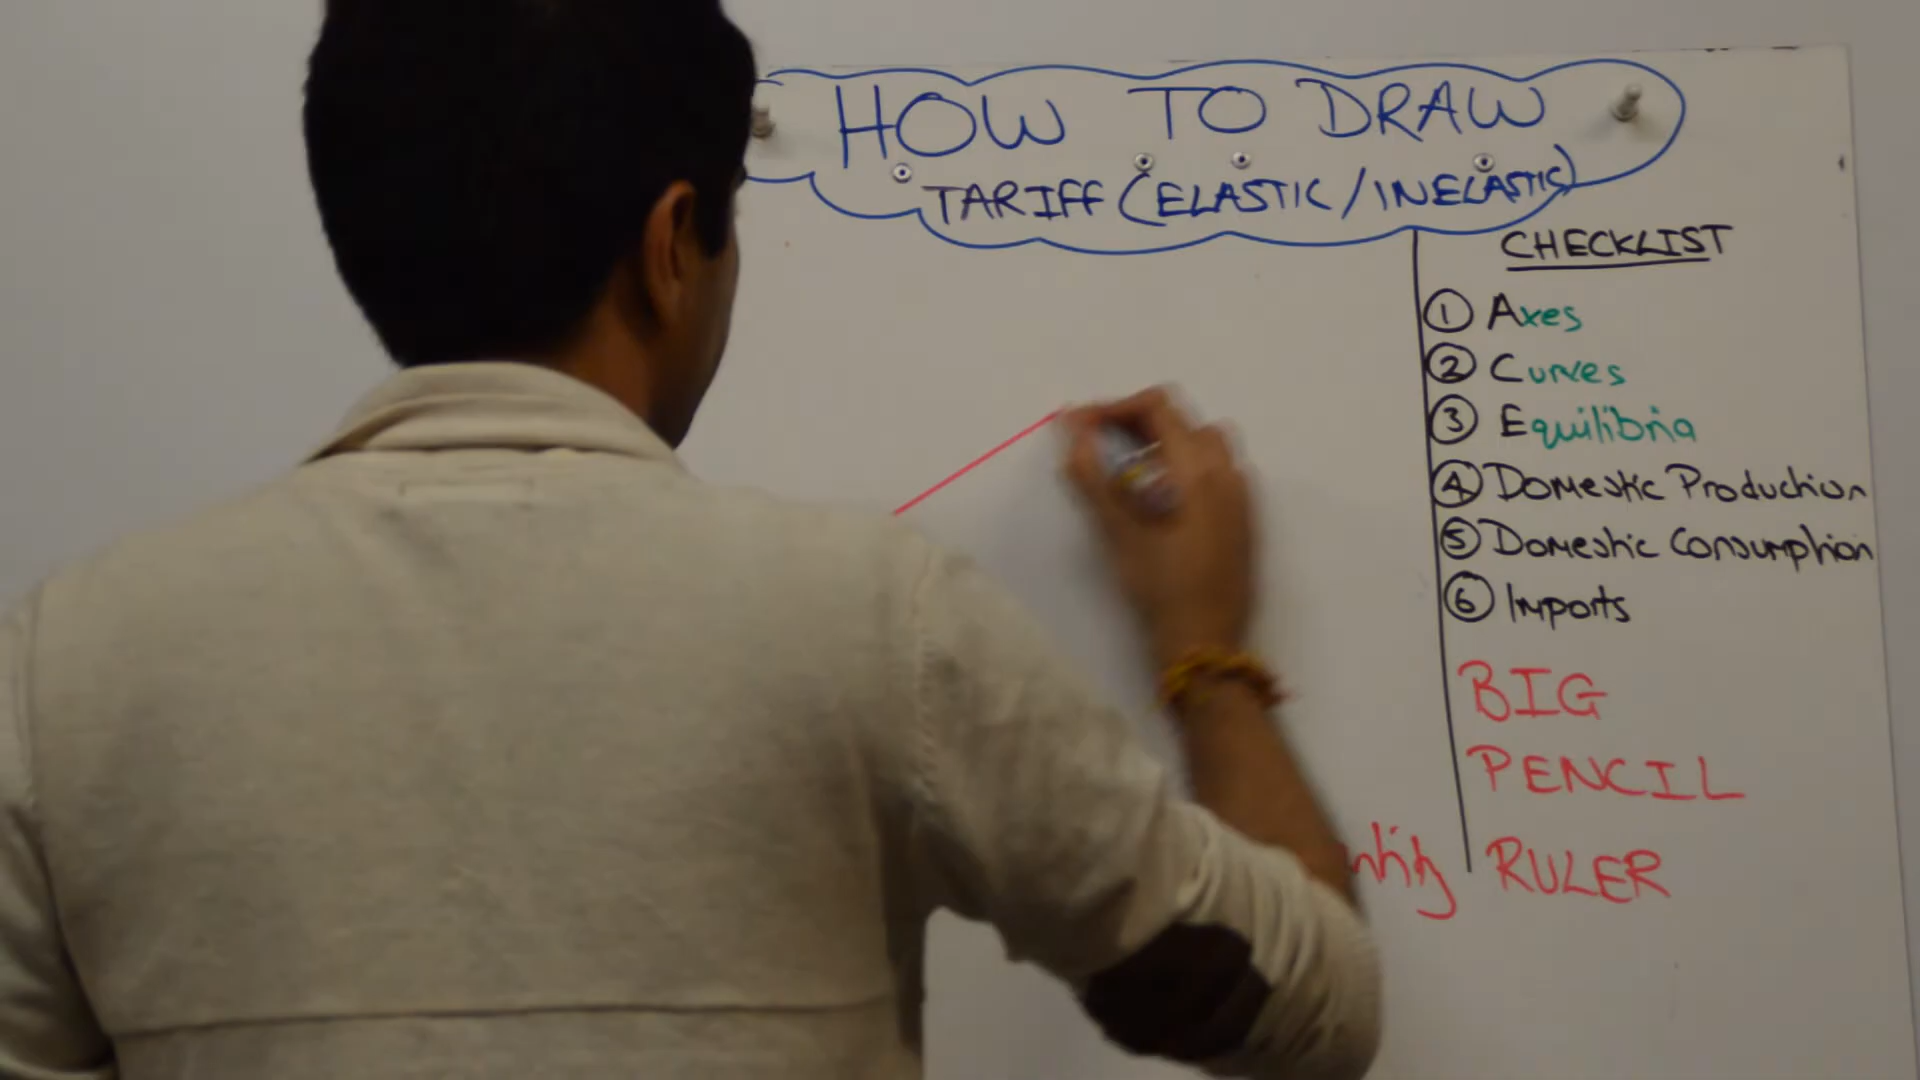 HOW TO DRAW
TARIFF (ELASTIC/INELASTIC)
CHECKLIST
1 Axes
2 Curves
3 Equilibria
4 Domestic Production
5 Domestic Consumption
6 Imports
BIG
PENCIL
RULER